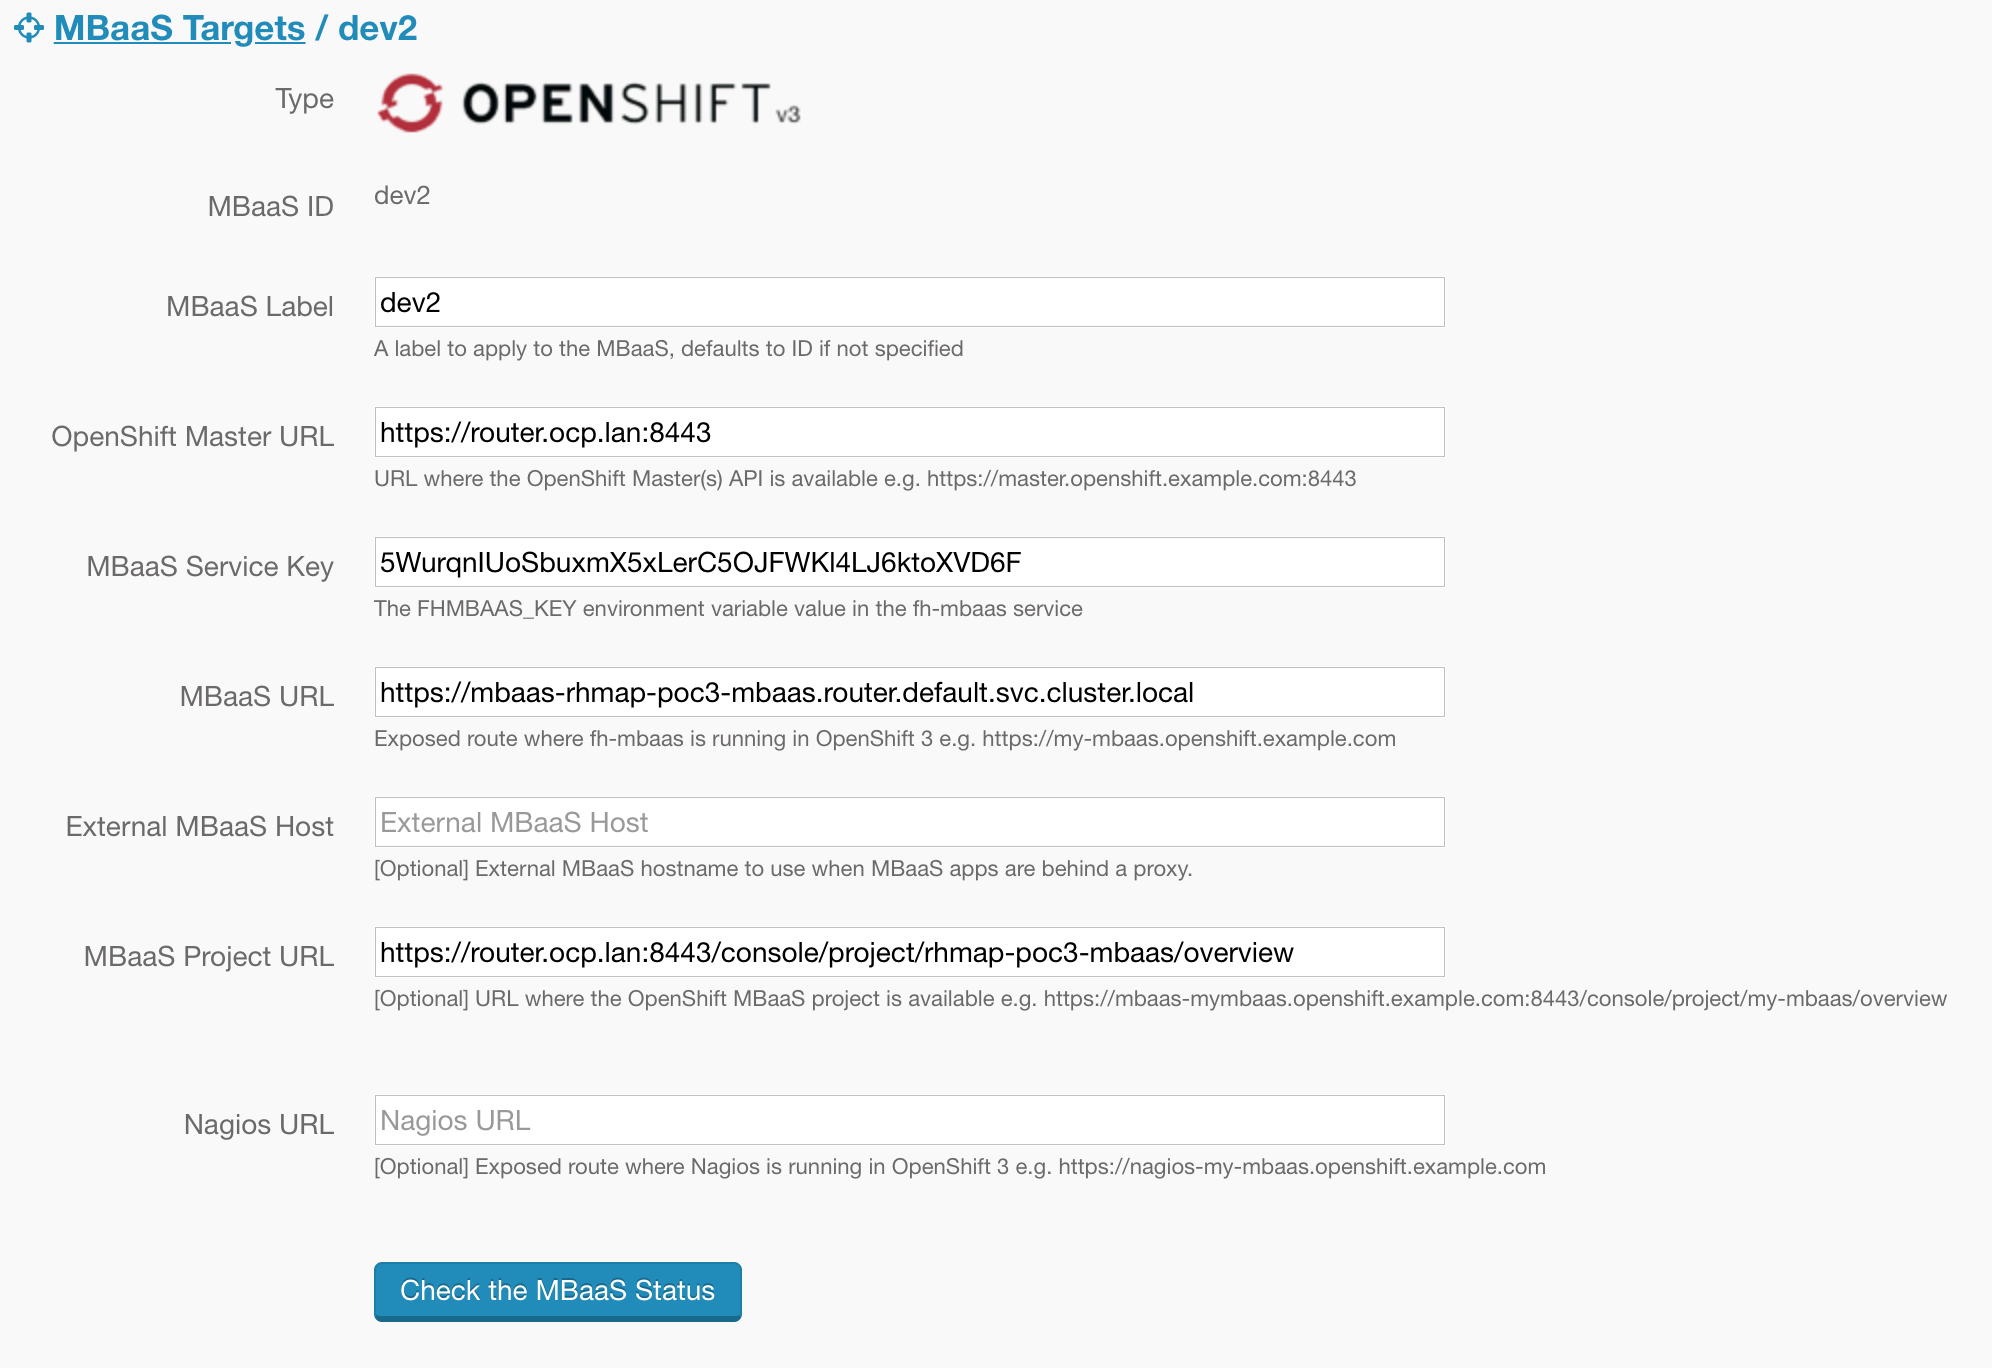 MBaaS Targets / dev2
Type
OPENSHIFT v3
MBaaS ID
dev2
MBaaS Label
dev2
A label to apply to the MBaaS, defaults to ID if not specified
OpenShift Master URL
https://router.ocp.lan:8443
URL where the OpenShift Master(s) API is available e.g. https://master.openshift.example.com:8443
MBaaS Service Key
5WurqnIUoSbuxmX5xLerC5OJFWKl4LJ6ktoXVD6F
The FHMBAAS_KEY environment variable value in the fh-mbaas service
MBaaS URL
https://mbaas-rhmap-poc3-mbaas.router.default.svc.cluster.local
Exposed route where fh-mbaas is running in OpenShift 3 e.g. https://my-mbaas.openshift.example.com
External MBaaS Host
External MBaaS Host
[Optional] External MBaaS hostname to use when MBaaS apps are behind a proxy.
MBaaS Project URL
https://router.ocp.lan:8443/console/project/rhmap-poc3-mbaas/overview
[Optional] URL where the OpenShift MBaaS project is available e.g. https://mbaas-mymbaas.openshift.example.com:8443/console/project/my-mbaas/overview
Nagios URL
Nagios URL
[Optional] Exposed route where Nagios is running in OpenShift 3 e.g. https://nagios-my-mbaas.openshift.example.com
Check the MBaaS Status